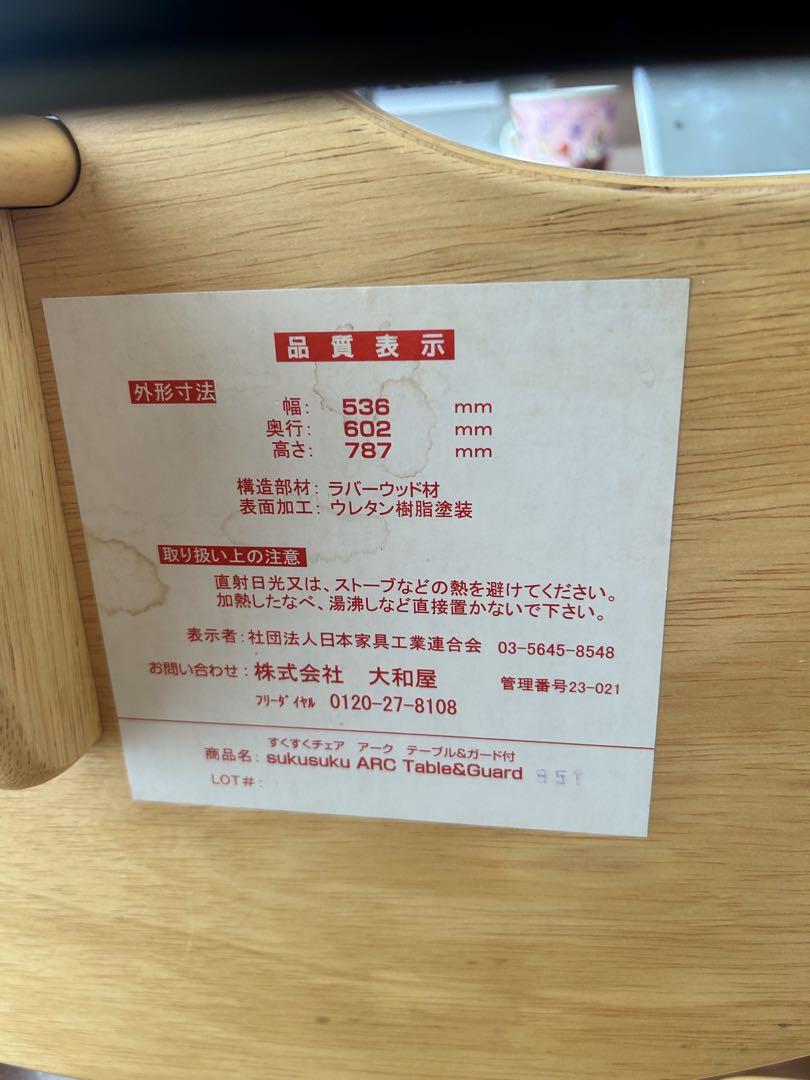 品質表示
外形寸法
幅: 536 mm
奥行: 602 mm
高さ: 787 mm
構造部材: ラバーウッド材
表面加工: ウレタン樹脂塗装
取り扱い上の注意
直射日光又は、ストーブなどの熱を避けてください。
加熱したなべ、湯沸しなど直接置かないで下さい。
表示者:社団法人日本家具工業連合会 03-5645-8548
お問い合わせ:株式会社 大和屋 管理番号23-021
フリーダイヤル 0120-27-8108
すくすくチェア アーク テーブル&ガード付
商品名: sukusuku ARC Table&Guard
LOT#: